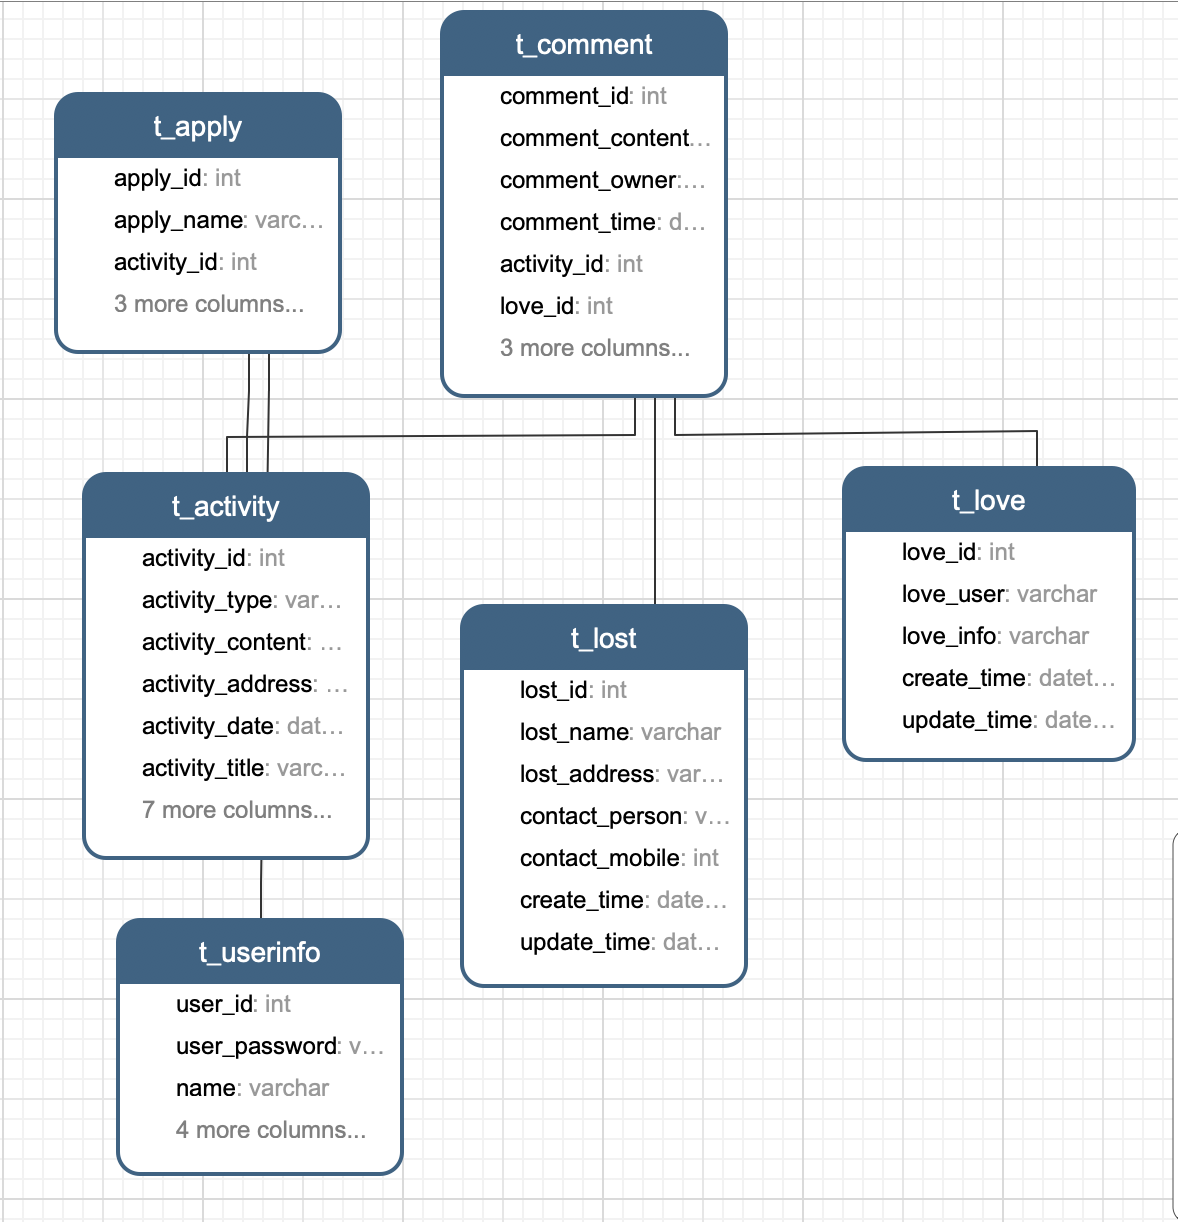 t_comment
comment_id: int
comment_content...
comment_owner:...
comment_time: d...
activity_id: int
love_id: int
3 more columns...
t_apply
apply_id: int
apply_name: varc...
activity_id: int
3 more columns...
t_activity
activity_id: int
activity_type: var...
activity_content: ...
activity_address: ...
activity_date: dat...
activity_title: varc...
7 more columns...
t_love
love_id: int
love_user: varchar
love_info: varchar
create_time: datet...
update_time: date...
t_lost
lost_id: int
lost_name: varchar
lost_address: var...
contact_person: v...
contact_mobile: int
create_time: date...
update_time: dat...
t_userinfo
user_id: int
user_password: v...
name: varchar
4 more columns...